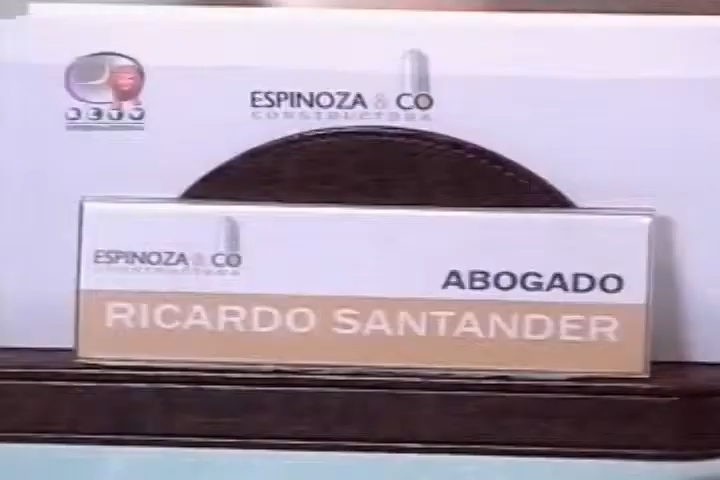 ESPINOZA & CO
CONSTRUCTORA
ESPINOZA & CO
CONSTRUCTORA
ABOGADO
RICARDO SANTANDER